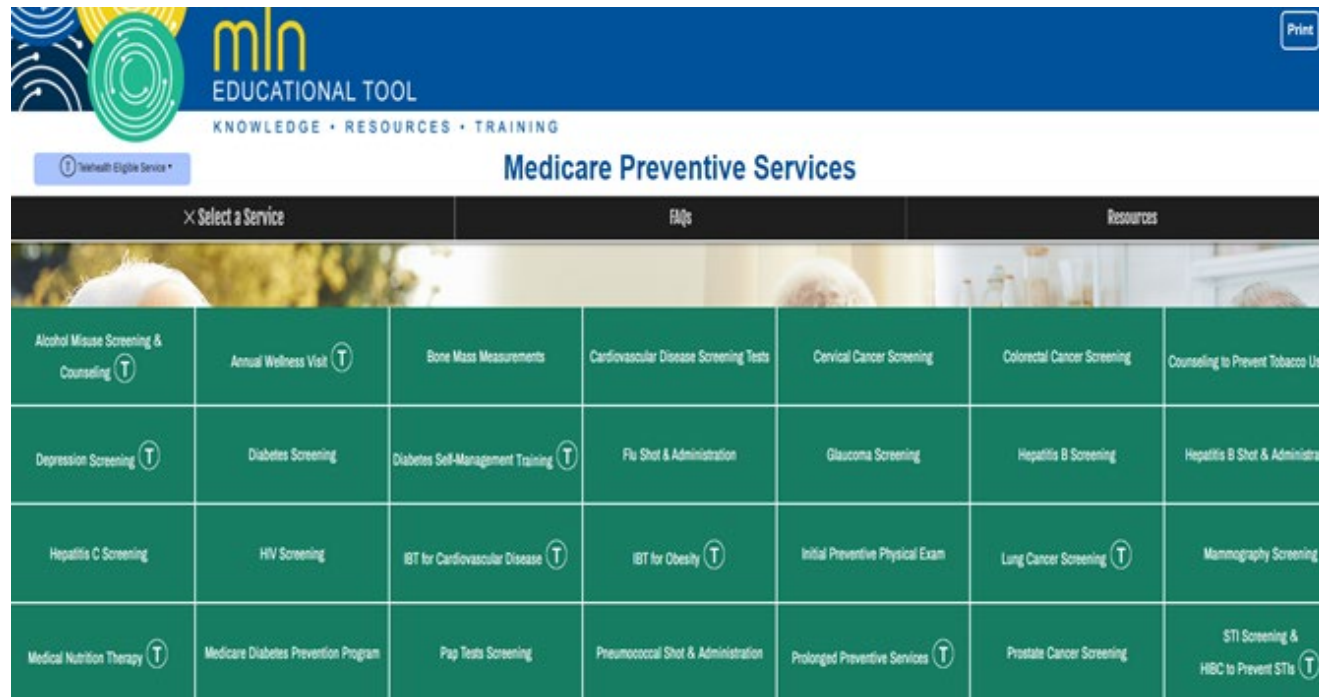 mln
Print
EDUCATIONAL TOOL
KNOWLEDGE • RESOURCES • TRAINING
T Telehealth Eligible Service
Medicare Preventive Services
× Select a Service
FAQs
Resources
Alcohol Misuse Screening &
Counseling T
Annual Wellness Visit T
Bone Mass Measurements
Cardiovascular Disease Screening Tests
Cervical Cancer Screening
Colorectal Cancer Screening
Counseling to Prevent Tobacco Us
Depression Screening T
Diabetes Screening
Diabetes Self-Management Training T
Flu Shot & Administration
Glaucoma Screening
Hepatitis B Screening
Hepatitis B Shot & Administra
Hepatitis C Screening
HIV Screening
IBT for Cardiovascular Disease T
IBT for Obesity T
Initial Preventive Physical Exam
Lung Cancer Screening T
Mammography Screening
Medical Nutrition Therapy T
Medicare Diabetes Prevention Program
Pap Tests Screening
Pneumococcal Shot & Administration
Prolonged Preventive Services T
Prostate Cancer Screening
STI Screening &
HIBC to Prevent STIs T